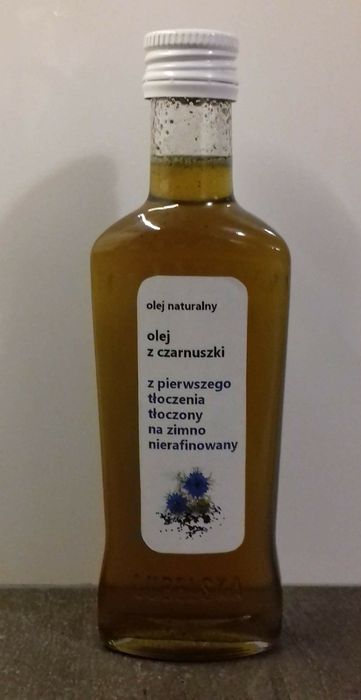 olej naturalny
olej
z czarnuszki
z pierwszego
tłoczenia
tłoczony
na zimno
nierafinowany